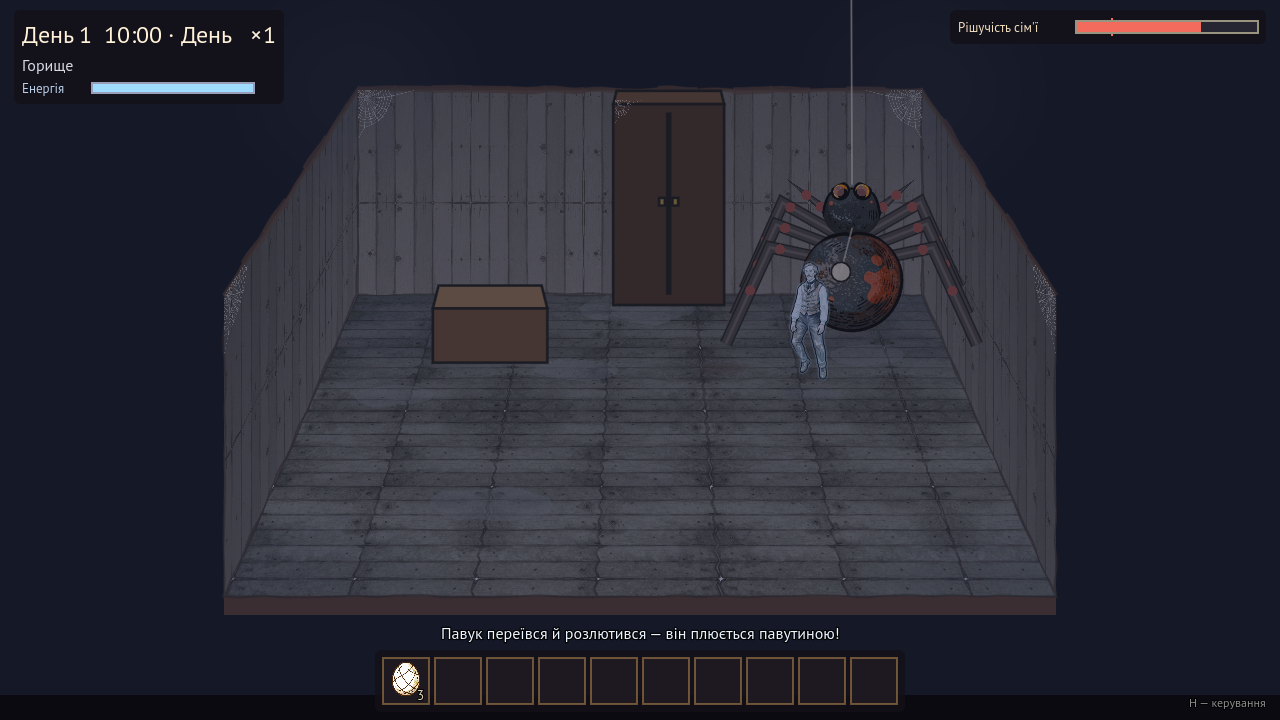 День 1 10:00 · День ×1
Горище
Енергія
Рішучість сім'ї
Павук переївся й розлютився — він плюється павутиною!
3
H — керування